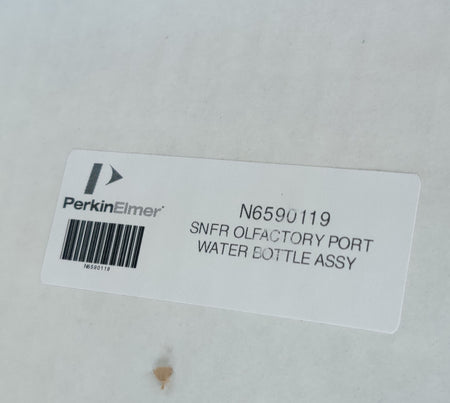 PerkinElmer
N6590119
N6590119
SNFR OLFACTORY PORT
WATER BOTTLE ASSY